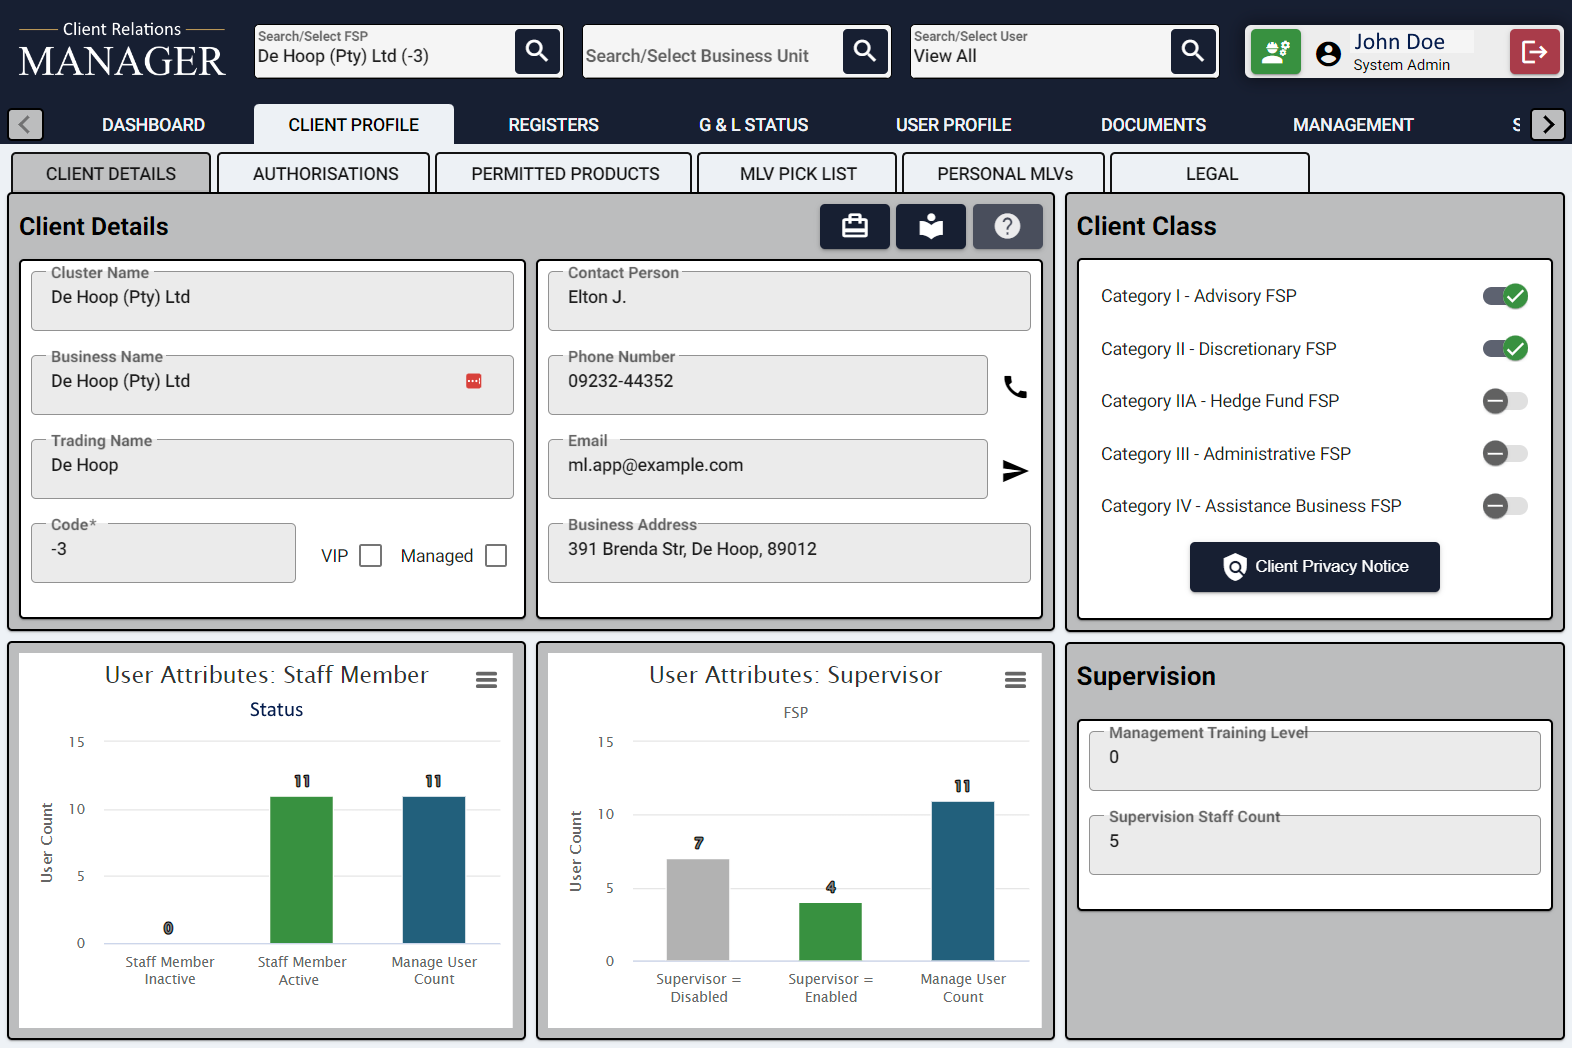 Client Relations
MANAGER
Search/Select FSP
De Hoop (Pty) Ltd (-3)
Search/Select Business Unit
Search/Select User
View All
John Doe
System Admin
DASHBOARD
CLIENT PROFILE
REGISTERS
G & L STATUS
USER PROFILE
DOCUMENTS
MANAGEMENT
CLIENT DETAILS
AUTHORISATIONS
PERMITTED PRODUCTS
MLV PICK LIST
PERSONAL MLVs
LEGAL
Client Details
Cluster Name
De Hoop (Pty) Ltd
Business Name
De Hoop (Pty) Ltd
Trading Name
De Hoop
Code*
-3
VIP
Managed
Contact Person
Elton J.
Phone Number
09232-44352
Email
ml.app@example.com
Business Address
391 Brenda Str, De Hoop, 89012
Client Class
Category I - Advisory FSP
Category II - Discretionary FSP
Category IIA - Hedge Fund FSP
Category III - Administrative FSP
Category IV - Assistance Business FSP
Client Privacy Notice
User Attributes: Staff Member
Status
User Count
15
10
5
0
0
11
11
Staff Member
Inactive
Staff Member
Active
Manage User
Count
User Attributes: Supervisor
FSP
User Count
15
10
5
0
7
4
11
Supervisor =
Disabled
Supervisor =
Enabled
Manage User
Count
Supervision
Management Training Level
0
Supervision Staff Count
5